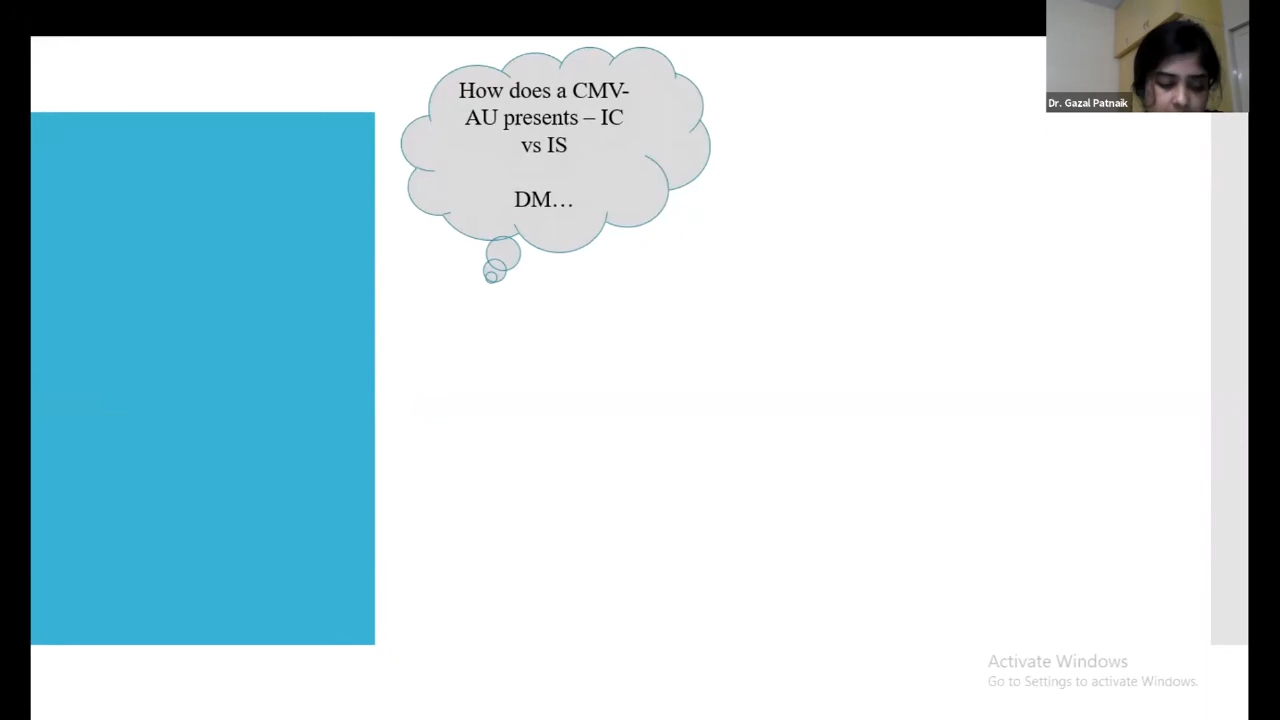 How does a CMV-
AU presents – IC
vs IS
DM…
Dr. Gazal Patnaik
Activate Windows
Go to Settings to activate Windows.